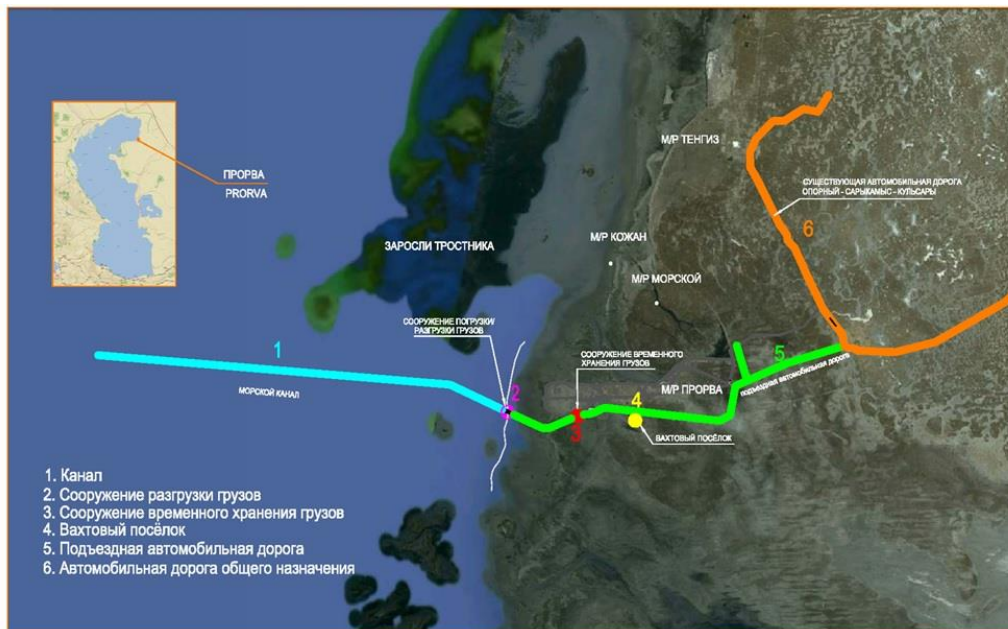 ПРОРВА
PRORVA
М/Р ТЕНГИЗ
СУЩЕСТВУЮЩАЯ АВТОМОБИЛЬНАЯ ДОРОГА
ОПОРНЫЙ - САРЫКАМЫС - КУЛЬСАРЫ
6
ЗАРОСЛИ ТРОСТНИКА
М/Р КОЖАН
М/Р МОРСКОЙ
СООРУЖЕНИЕ ПОГРУЗКИ/
РАЗГРУЗКИ ГРУЗОВ
1
МОРСКОЙ КАНАЛ
2
СООРУЖЕНИЕ ВРЕМЕННОГО
ХРАНЕНИЯ ГРУЗОВ
3
М/Р ПРОРВА
4
ВАХТОВЫЙ ПОСЁЛОК
5
подъездная автомобильная дорога
1. Канал
2. Сооружение разгрузки грузов
3. Сооружение временного хранения грузов
4. Вахтовый посёлок
5. Подъездная автомобильная дорога
6. Автомобильная дорога общего назначения